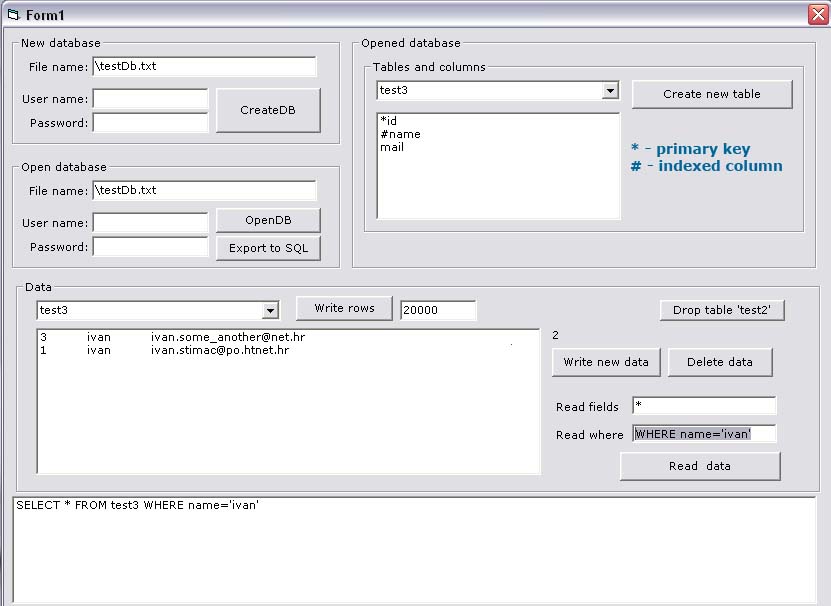 Form1
New database
File name: \testDb.txt
User name:
Password:
CreateDB
Open database
File name: \testDb.txt
User name:
Password:
OpenDB
Export to SQL
Opened database
Tables and columns
test3
Create new table
*id
#name
mail
* - primary key
# - indexed column
Data
test3
Write rows
20000
Drop table 'test2'
3 ivan ivan.some_another@net.hr
1 ivan ivan.stimac@po.htnet.hr
2
Write new data
Delete data
Read fields *
Read where WHERE name='ivan'
Read data
SELECT * FROM test3 WHERE name='ivan'